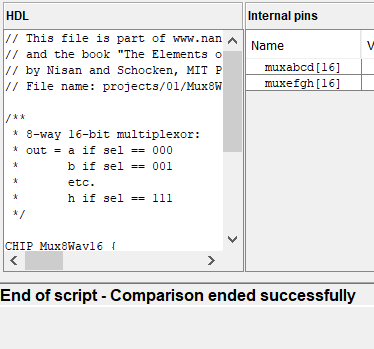 HDL
// This file is part of www.nan
// and the book "The Elements o
// by Nisan and Schocken, MIT P
// File name: projects/01/Mux8W
/**
* 8-way 16-bit multiplexor:
* out = a if sel == 000
* b if sel == 001
* etc.
* h if sel == 111
*/
CHIP Mux8Way16 {
Internal pins
Name V
muxabcd[16]
muxefgh[16]
End of script - Comparison ended successfully